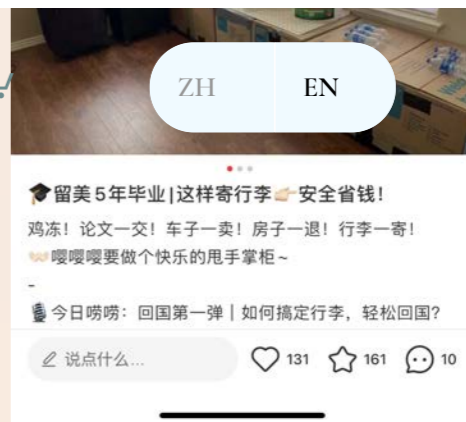 ZH EN
🎓留美5年毕业|这样寄行李👉🏻安全省钱！
鸡冻！论文一交！车子一卖！房子一退！行李一寄！
👐🏻嘤嘤嘤要做个快乐的甩手掌柜~
-
🎙️今日唠唠：回国第一弹｜如何搞定行李，轻松回国？
说点什么... 131 161 10